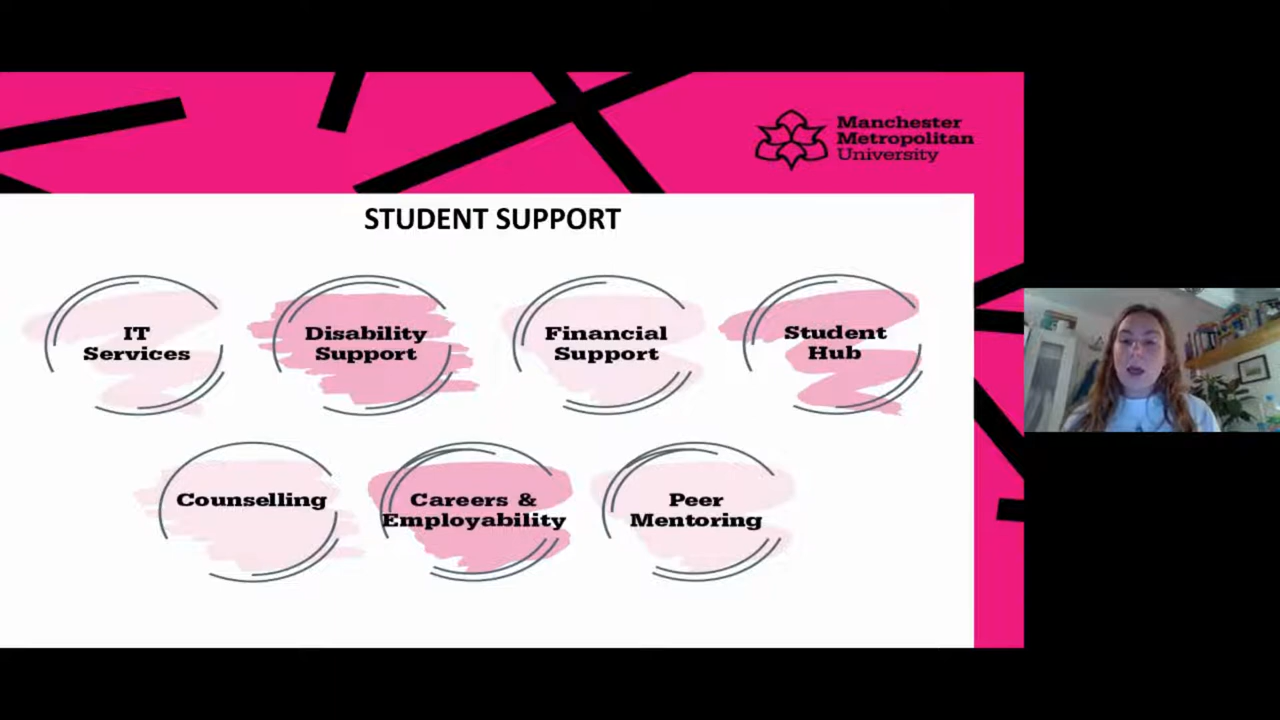 Manchester
Metropolitan
University
STUDENT SUPPORT
IT
Services
Disability
Support
Financial
Support
Student
Hub
Counselling
Careers &
Employability
Peer
Mentoring